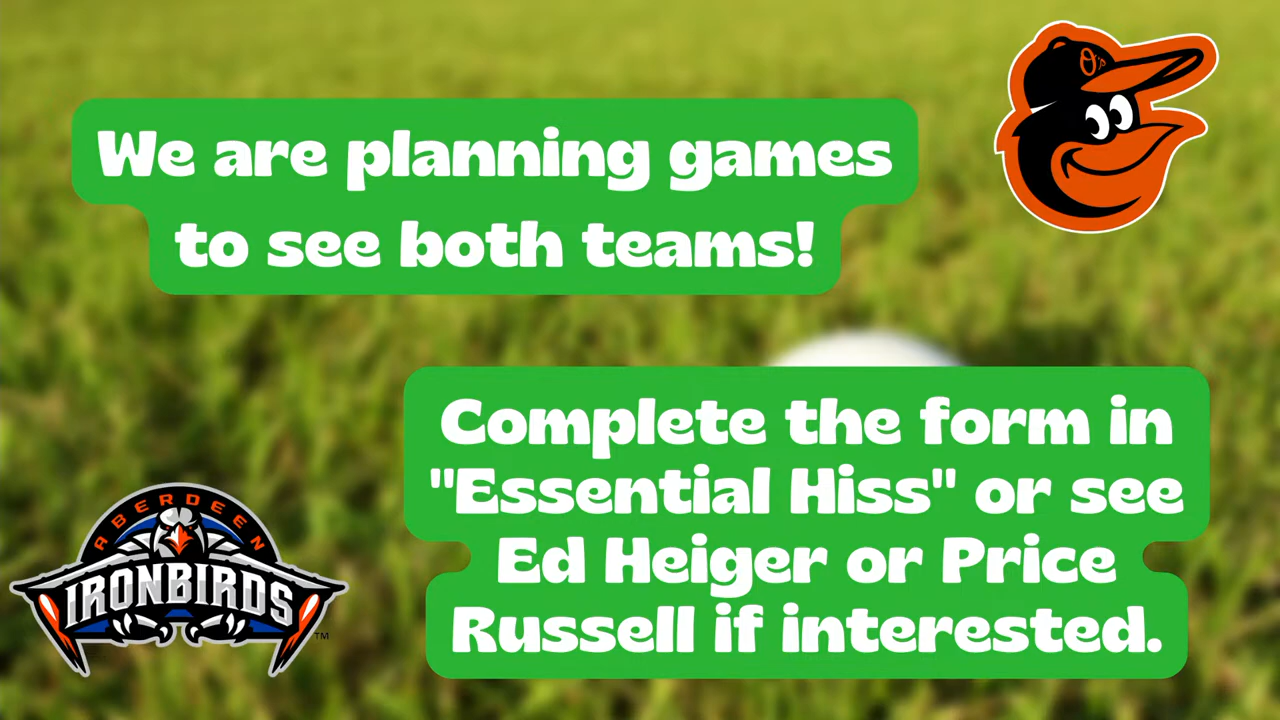 We are planning games
to see both teams!
Complete the form in
"Essential Hiss" or see
Ed Heiger or Price
Russell if interested.
O's
ABERDEEN
IRONBIRDS
TM